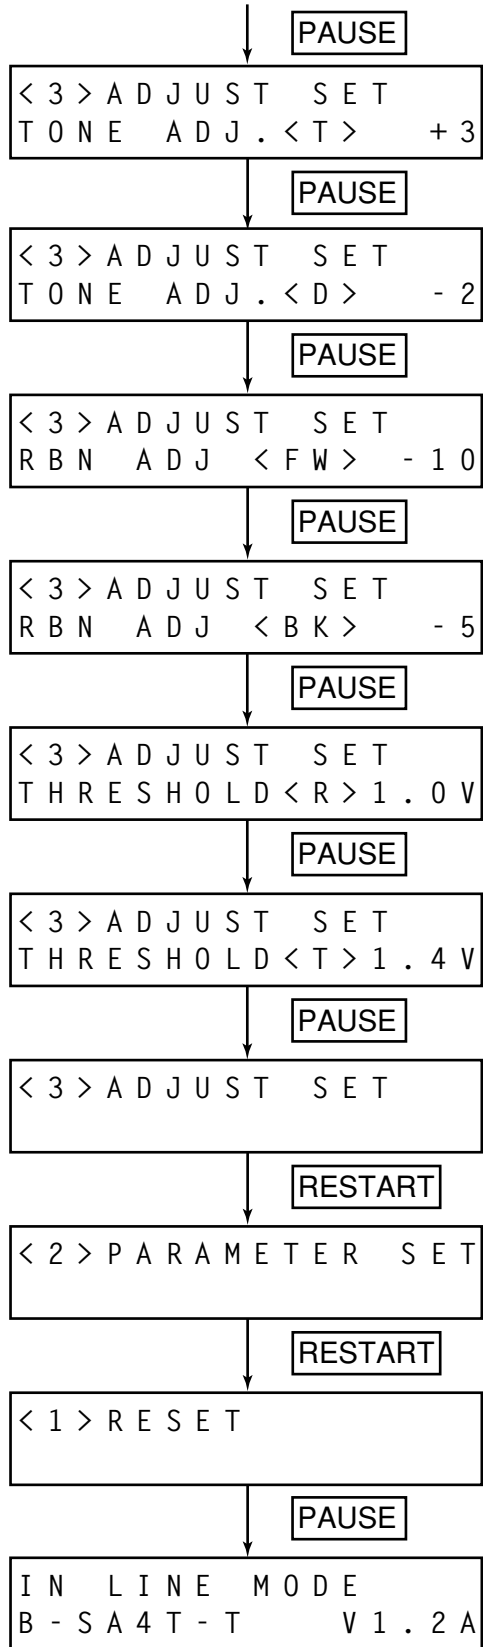 PAUSE
<3>ADJUST SET
TONE ADJ.<T> +3
PAUSE
<3>ADJUST SET
TONE ADJ.<D> -2
PAUSE
<3>ADJUST SET
RBN ADJ <FW> -10
PAUSE
<3>ADJUST SET
RBN ADJ <BK> -5
PAUSE
<3>ADJUST SET
THRESHOLD<R>1.0V
PAUSE
<3>ADJUST SET
THRESHOLD<T>1.4V
PAUSE
<3>ADJUST SET
RESTART
<2>PARAMETER SET
RESTART
<1>RESET
PAUSE
IN LINE MODE
B-SA4T-T V1.2A